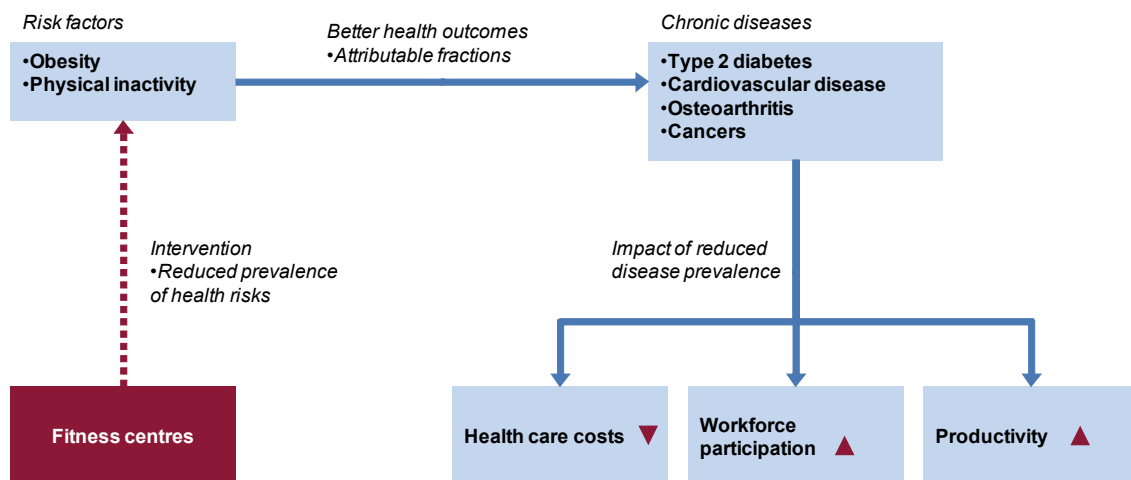 Risk factors
•Obesity
•Physical inactivity
Better health outcomes
•Attributable fractions
Chronic diseases
•Type 2 diabetes
•Cardiovascular disease
•Osteoarthritis
•Cancers
Intervention
•Reduced prevalence
of health risks
Impact of reduced
disease prevalence
Fitness centres
Health care costs
Workforce
participation
Productivity